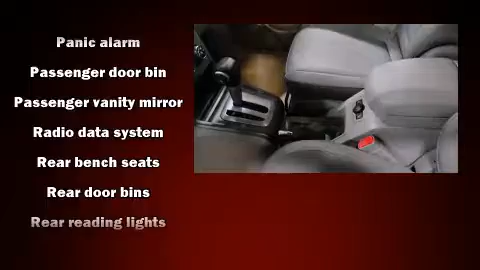 Panic alarm
Passenger door bin
Passenger vanity mirror
Radio data system
Rear bench seats
Rear door bins
Rear reading lights